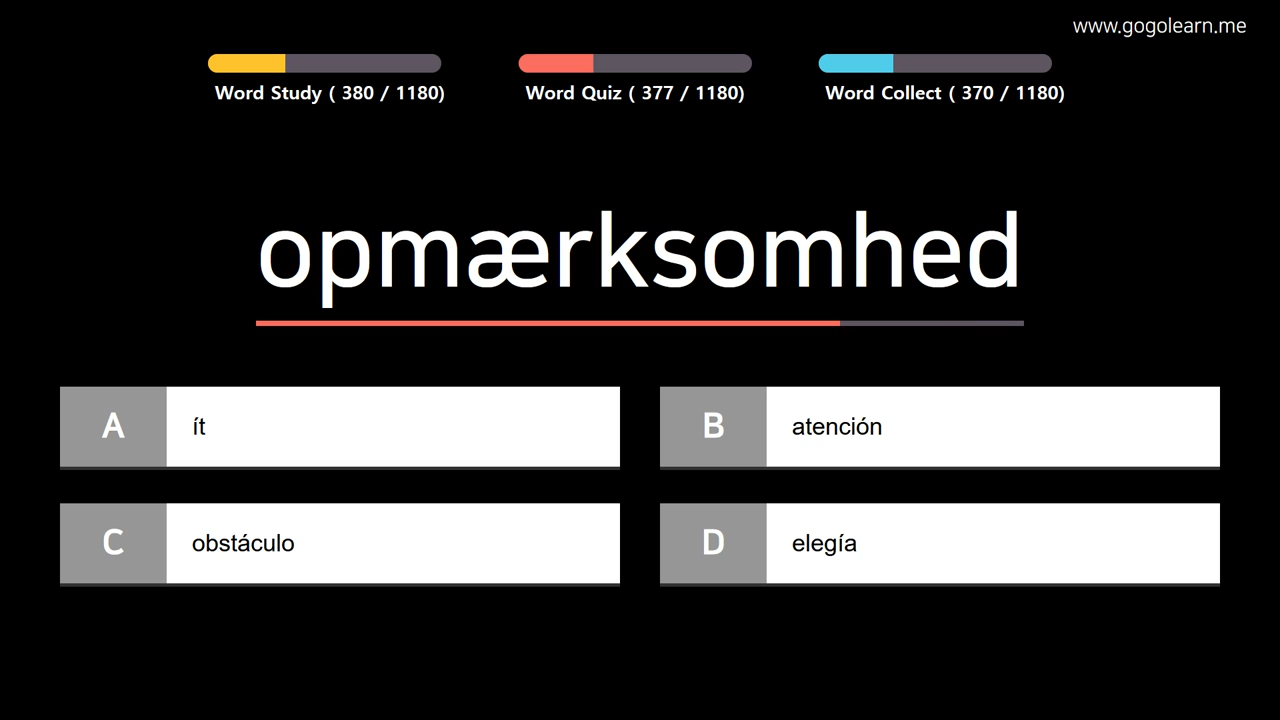 www.gogolearn.me
Word Study ( 380 / 1180)
Word Quiz ( 377 / 1180)
Word Collect ( 370 / 1180)
opmærksomhed
A
ít
B
atención
C
obstáculo
D
elegía